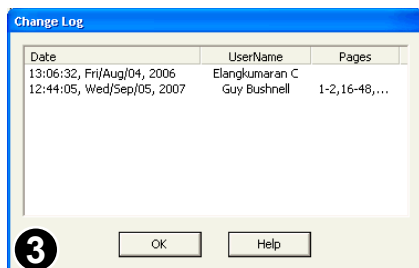 Change Log
Date UserName Pages
13:06:32, Fri/Aug/04, 2006 Elangkumaran C
12:44:05, Wed/Sep/05, 2007 Guy Bushnell 1-2,16-48,...
3 OK Help